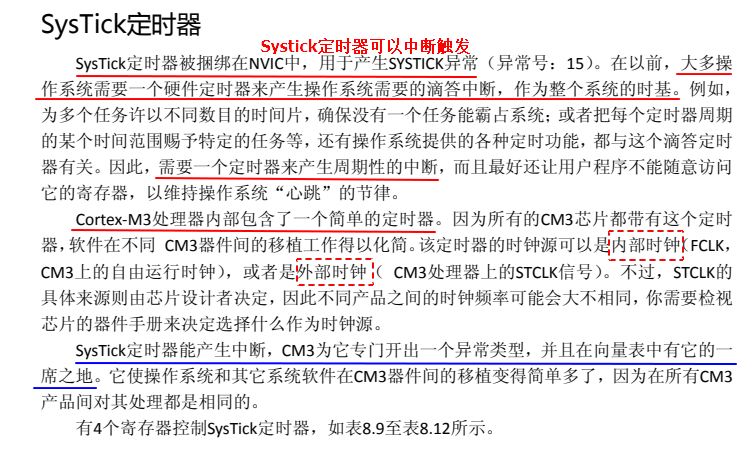 SysTick定时器
Systick定时器可以中断触发
SysTick定时器被捆绑在NVIC中，用于产生SYSTICK异常（异常号：15）。在以前，大多操
作系统需要一个硬件定时器来产生操作系统需要的滴答中断，作为整个系统的时基。例如，
为多个任务许以不同数目的时间片，确保没有一个任务能霸占系统；或者把每个定时器周期
的某个时间范围赐予特定的任务等，还有操作系统提供的各种定时功能，都与这个滴答定时
器有关。因此，需要一个定时器来产生周期性的中断，而且最好还让用户程序不能随意访问
它的寄存器，以维持操作系统“心跳”的节律。
Cortex-M3处理器内部包含了一个简单的定时器。因为所有的CM3芯片都带有这个定时
器，软件在不同 CM3器件间的移植工作得以化简。该定时器的时钟源可以是内部时钟（FCLK，
CM3上的自由运行时钟），或者是外部时钟（ CM3处理器上的STCLK信号）。不过，STCLK的
具体来源则由芯片设计者决定，因此不同产品之间的时钟频率可能会大不相同，你需要检视
芯片的器件手册来决定选择什么作为时钟源。
SysTick定时器能产生中断，CM3为它专门开出一个异常类型，并且在向量表中有它的一
席之地。它使操作系统和其它系统软件在CM3器件间的移植变得简单多了，因为在所有CM3
产品间对其处理都是相同的。
有4个寄存器控制SysTick定时器，如表8.9至表8.12所示。